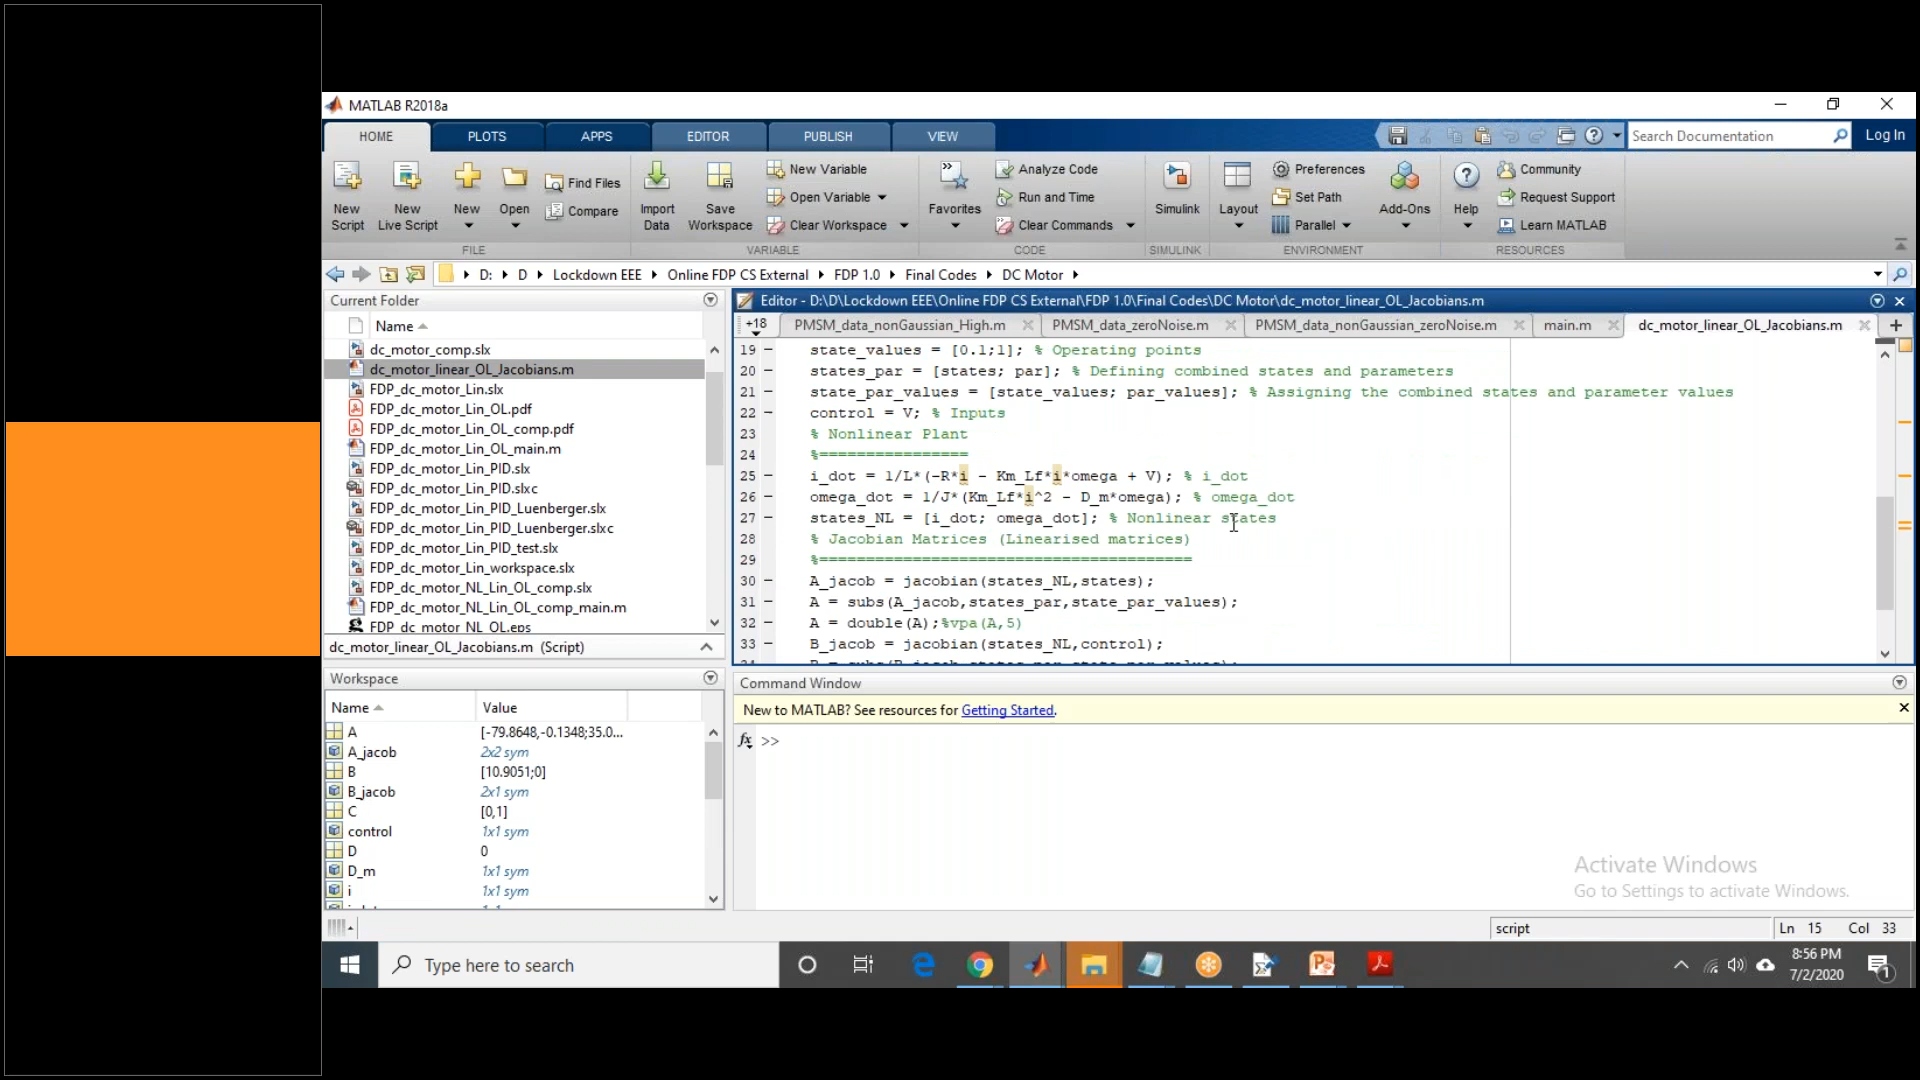 MATLAB R2018a
HOME PLOTS APPS EDITOR PUBLISH VIEW Search Documentation Log In
New Script New Live Script New Open Find Files Compare
Import Data Save Workspace New Variable Open Variable Clear Workspace
Favorites Analyze Code Run and Time Clear Commands
Simulink Layout Preferences Set Path Parallel Add-Ons
Help Community Request Support Learn MATLAB
FILE VARIABLE CODE SIMULINK ENVIRONMENT RESOURCES
D: D Lockdown EEE Online FDP CS External FDP 1.0 Final Codes DC Motor
Current Folder
Name
dc_motor_comp.slx
dc_motor_linear_OL_Jacobians.m
FDP_dc_motor_Lin.slx
FDP_dc_motor_Lin_OL.pdf
FDP_dc_motor_Lin_OL_comp.pdf
FDP_dc_motor_Lin_OL_main.m
FDP_dc_motor_Lin_PID.slx
FDP_dc_motor_Lin_PID.slxc
FDP_dc_motor_Lin_PID_Luenberger.slx
FDP_dc_motor_Lin_PID_Luenberger.slxc
FDP_dc_motor_Lin_PID_test.slx
FDP_dc_motor_Lin_workspace.slx
FDP_dc_motor_NL_Lin_OL_comp.slx
FDP_dc_motor_NL_Lin_OL_comp_main.m
FDP_dc_motor_NL_OL.eps
dc_motor_linear_OL_Jacobians.m (Script)
Workspace
Name Value
A [-79.8648,-0.1348;35.0...
A_jacob 2x2 sym
B [10.9051;0]
B_jacob 2x1 sym
C [0,1]
control 1x1 sym
D 0
D_m 1x1 sym
i 1x1 sym
Editor - D:\D\Lockdown EEE\Online FDP CS External\FDP 1.0\Final Codes\DC Motor\dc_motor_linear_OL_Jacobians.m
+18 PMSM_data_nonGaussian_High.m PMSM_data_zeroNoise.m PMSM_data_nonGaussian_zeroNoise.m main.m dc_motor_linear_OL_Jacobians.m
19 - state_values = [0.1;1]; % Operating points
20 - states_par = [states; par]; % Defining combined states and parameters
21 - state_par_values = [state_values; par_values]; % Assigning the combined states and parameter values
22 - control = V; % Inputs
23 % Nonlinear Plant
24 %================
25 - i_dot = 1/L*(-R*i - Km_Lf*i*omega + V); % i_dot
26 - omega_dot = 1/J*(Km_Lf*i^2 - D_m*omega); % omega_dot
27 - states_NL = [i_dot; omega_dot]; % Nonlinear states
28 % Jacobian Matrices (Linearised matrices)
29 %========================================
30 - A_jacob = jacobian(states_NL,states);
31 - A = subs(A_jacob,states_par,state_par_values);
32 - A = double(A);%vpa(A,5)
33 - B_jacob = jacobian(states_NL,control);
Command Window
New to MATLAB? See resources for Getting Started.
fx >>
Activate Windows
Go to Settings to activate Windows.
script Ln 15 Col 33
Type here to search
8:56 PM
7/2/2020
1